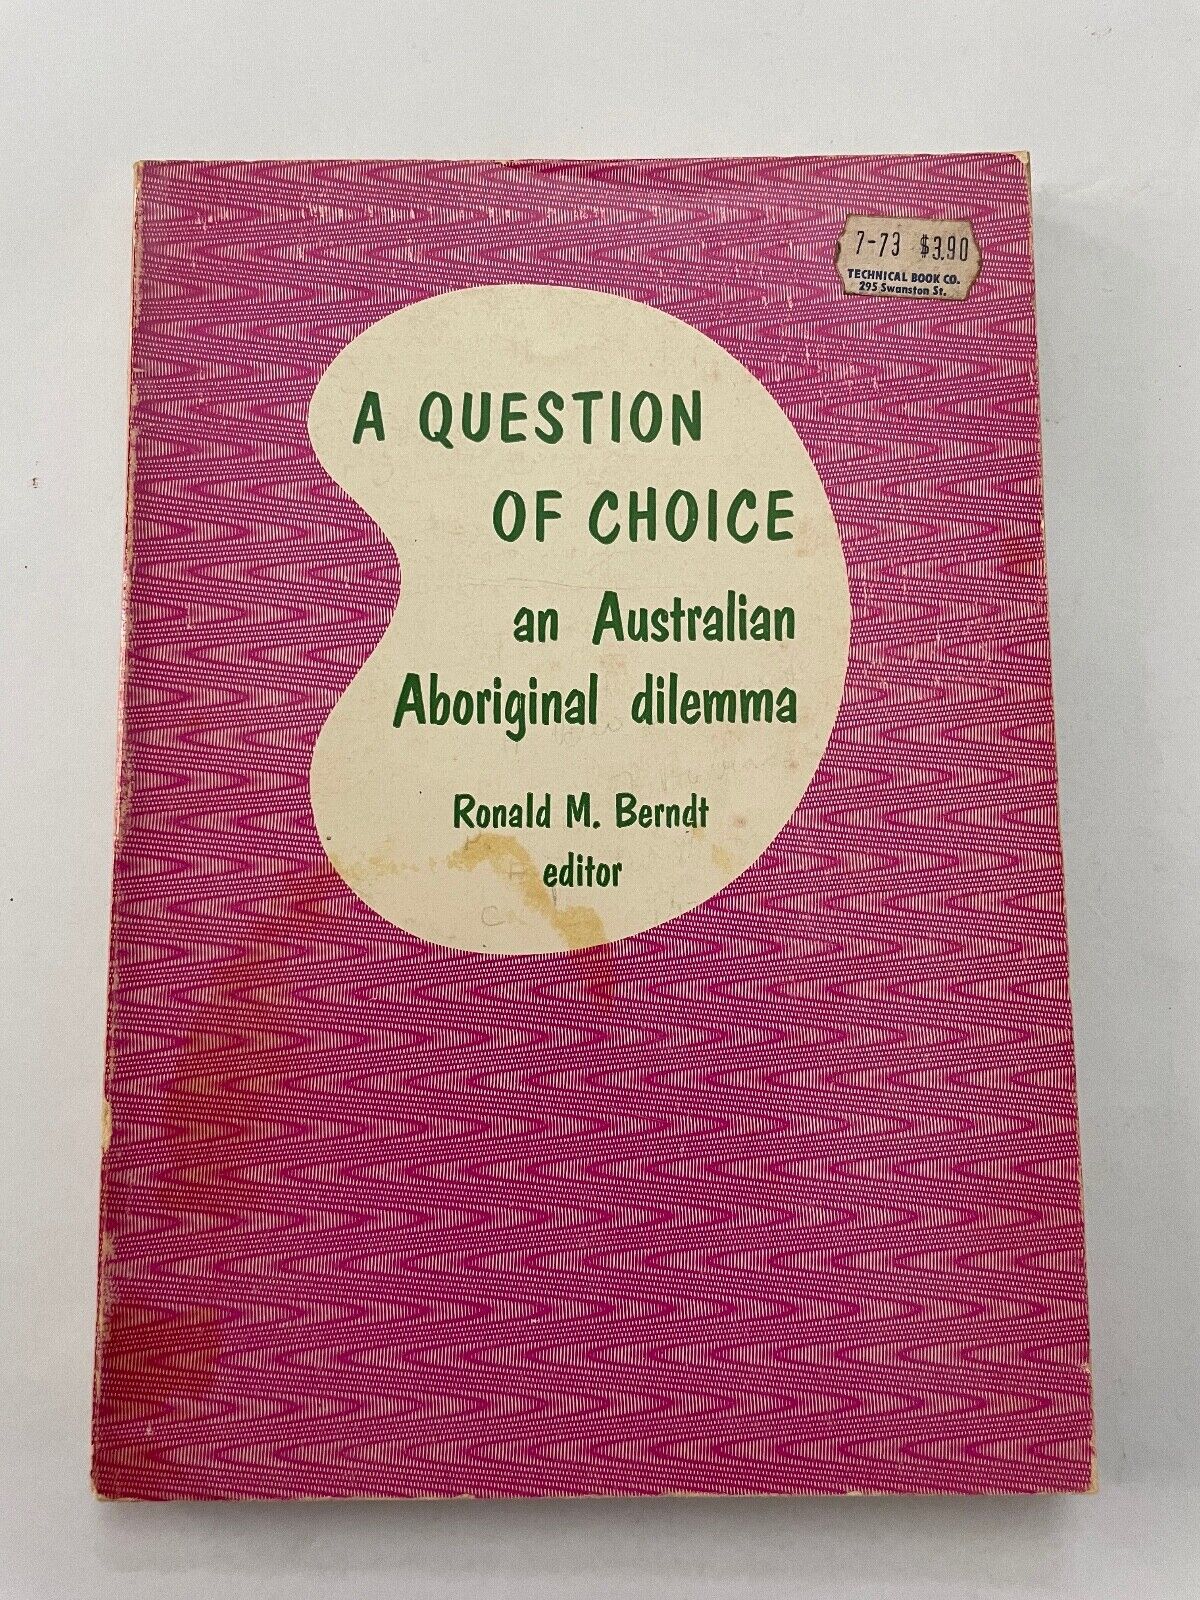 7-73 $3.90
TECHNICAL BOOK CO.
295 Swanston St.
A QUESTION
OF CHOICE
an Australian
Aboriginal dilemma
Ronald M. Berndt
editor